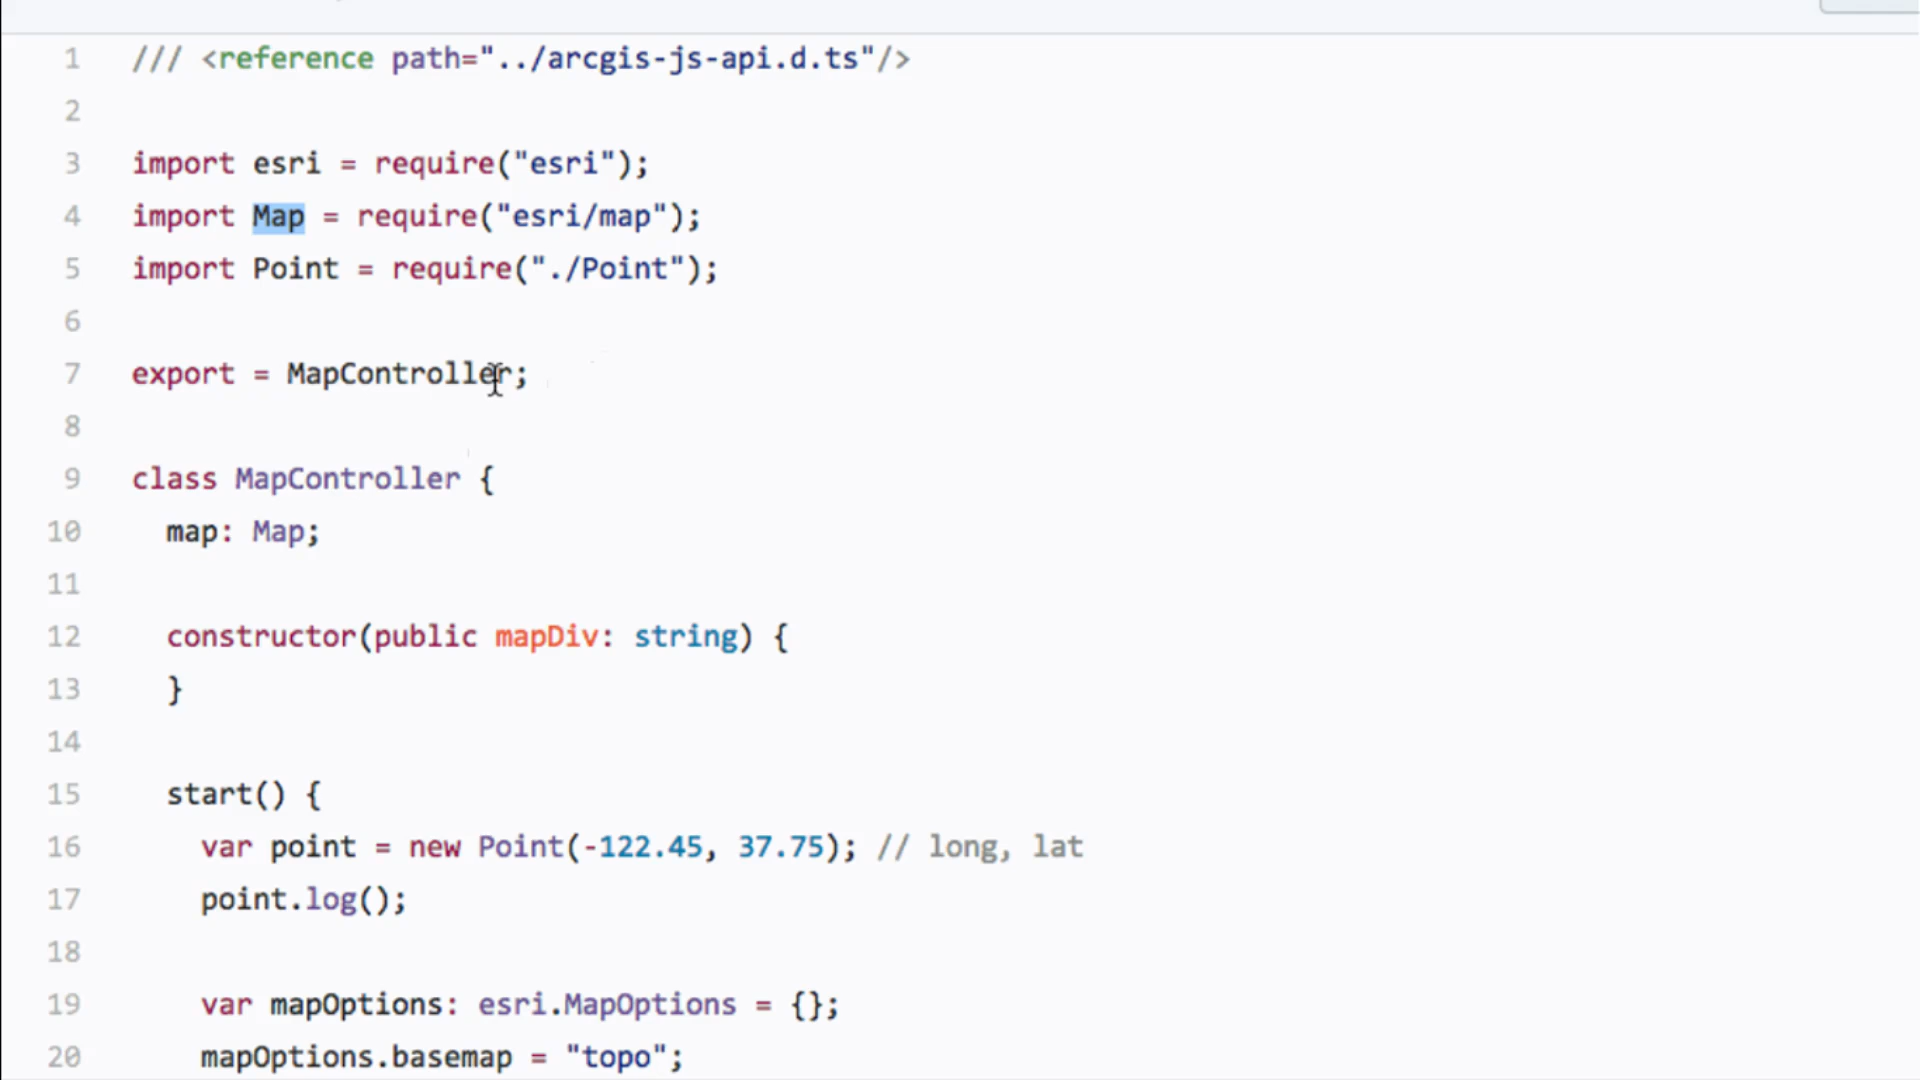 1 /// <reference path="../arcgis-js-api.d.ts"/>
2
3 import esri = require("esri");
4 import Map = require("esri/map");
5 import Point = require("./Point");
6
7 export = MapController;
8
9 class MapController {
10   map: Map;
11
12   constructor(public mapDiv: string) {
13   }
14
15   start() {
16     var point = new Point(-122.45, 37.75); // long, lat
17     point.log();
18
19     var mapOptions: esri.MapOptions = {};
20     mapOptions.basemap = "topo";